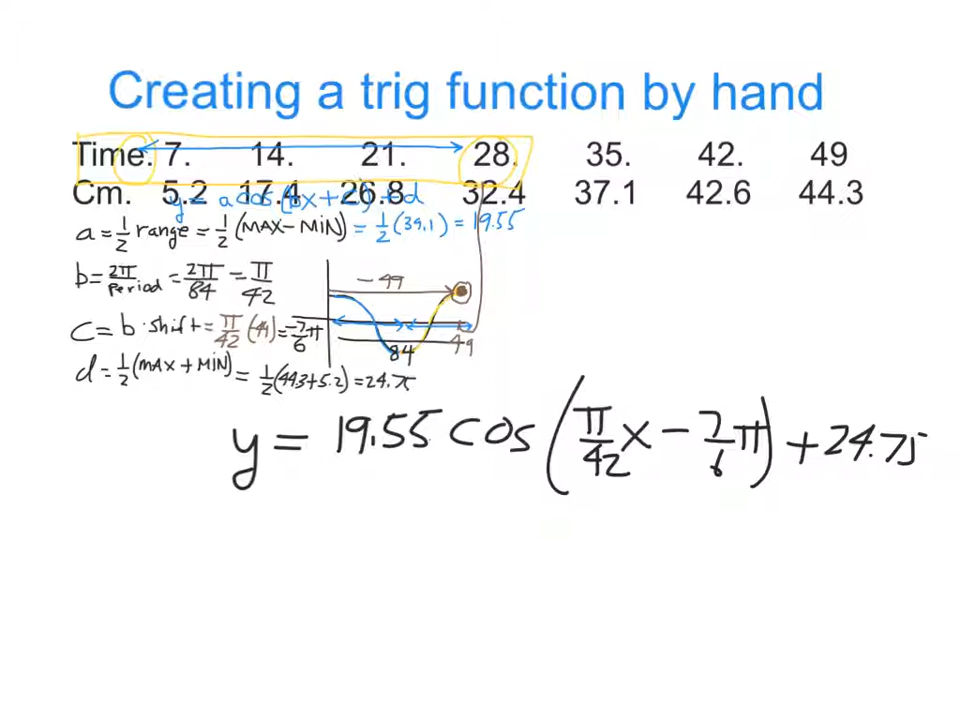 Creating a trig function by hand
Time. 7. 14. 21. 28. 35. 42. 49
Cm. 5.2 17.4 26.8 32.4 37.1 42.6 44.3
y = a cos (bx + c) + d
a = 1/2 range = 1/2 (MAX - MIN) = 1/2 (39.1) = 19.55
b = 2π/period = 2π/84 = π/42
- 49
c = b · shift = π/42 (-49) = -7/6 π
84
49
d = 1/2 (MAX + MIN) = 1/2 (44.3 + 5.2) = 24.75
y = 19.55 cos (π/42 x - 7/6 π) + 24.75